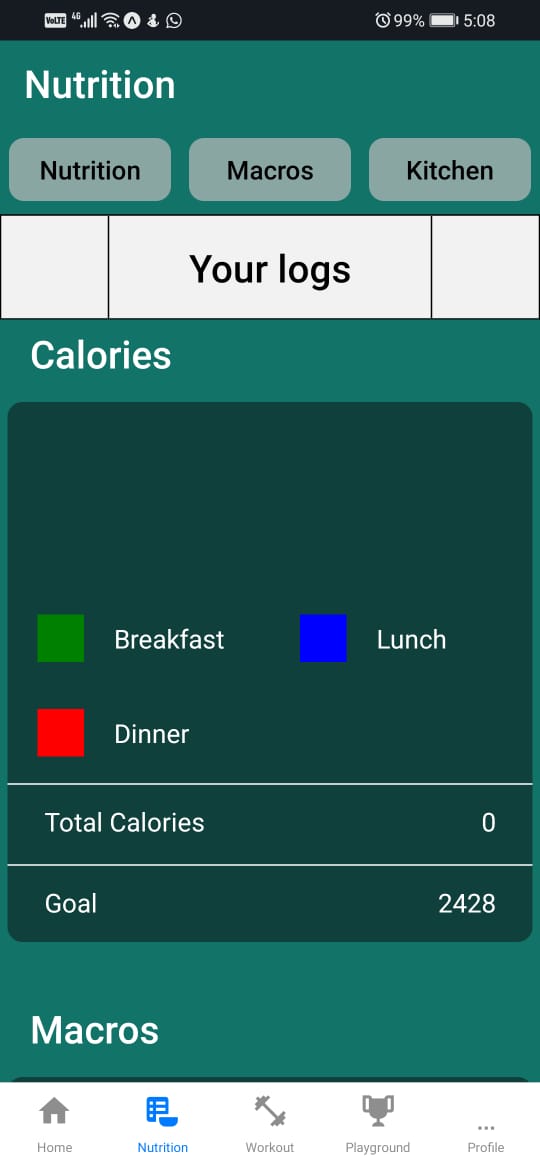 VoLTE 4G 99% 5:08
Nutrition
Nutrition Macros Kitchen
Your logs
Calories
Breakfast Lunch
Dinner
Total Calories 0
Goal 2428
Macros
Home Nutrition Workout Playground Profile